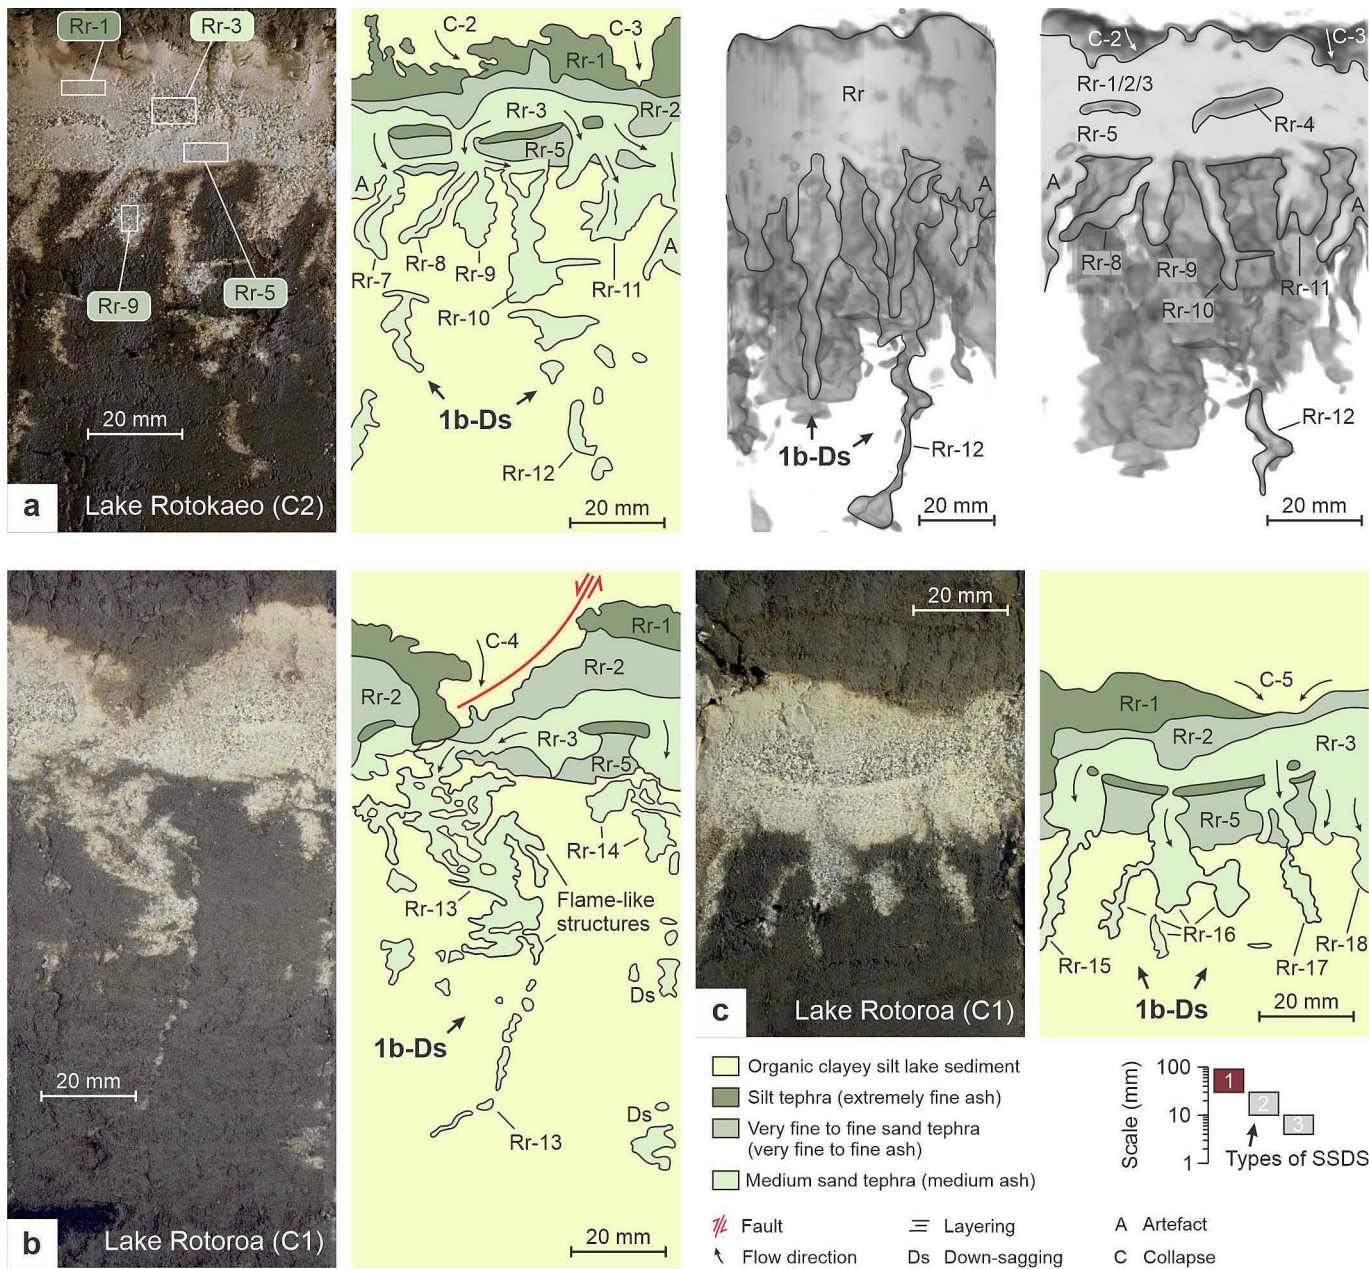 Rr-1
Rr-3
Rr-9
Rr-5
20 mm
a
Lake Rotokaeo (C2)
C-2
C-3
Rr-1
Rr-3
Rr-2
Rr-5
A
A
Rr-7
Rr-8
Rr-9
Rr-10
Rr-11
1b-Ds
Rr-12
20 mm
Rr
A
1b-Ds
Rr-12
20 mm
C-2
C-3
Rr-1/2/3
Rr-4
Rr-5
A
A
Rr-8
Rr-9
Rr-10
Rr-11
Rr-12
20 mm
20 mm
b
Lake Rotoroa (C1)
C-4
Rr-1
Rr-2
Rr-2
Rr-3
Rr-5
Rr-14
Rr-13
Flame-like
structures
Ds
1b-Ds
Ds
Rr-13
20 mm
20 mm
c
Lake Rotoroa (C1)
C-5
Rr-1
Rr-2
Rr-3
Rr-5
Rr-16
Rr-18
Rr-15
Rr-17
1b-Ds
20 mm
Organic clayey silt lake sediment
Silt tephra (extremely fine ash)
Very fine to fine sand tephra
(very fine to fine ash)
Medium sand tephra (medium ash)
Fault
Layering
A Artefact
Flow direction
Ds Down-sagging
C Collapse
Scale (mm)
100
10
1
1
2
3
Types of SSDS